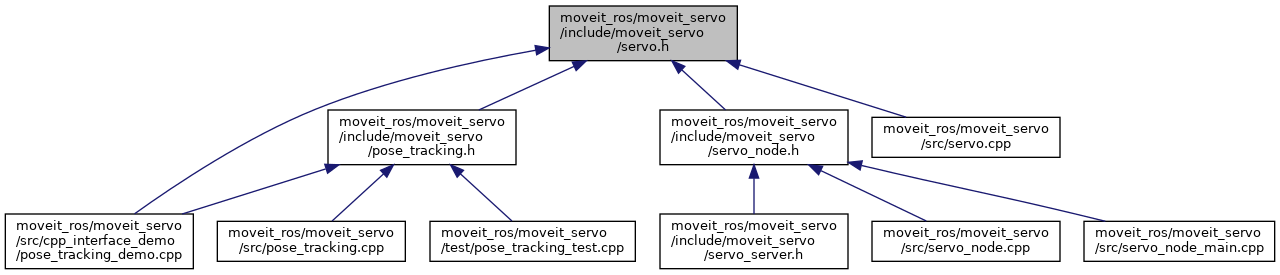 moveit_ros/moveit_servo
/include/moveit_servo
/servo.h
moveit_ros/moveit_servo
/include/moveit_servo
/pose_tracking.h
moveit_ros/moveit_servo
/include/moveit_servo
/servo_node.h
moveit_ros/moveit_servo
/src/servo.cpp
moveit_ros/moveit_servo
/src/cpp_interface_demo
/pose_tracking_demo.cpp
moveit_ros/moveit_servo
/src/pose_tracking.cpp
moveit_ros/moveit_servo
/test/pose_tracking_test.cpp
moveit_ros/moveit_servo
/include/moveit_servo
/servo_server.h
moveit_ros/moveit_servo
/src/servo_node.cpp
moveit_ros/moveit_servo
/src/servo_node_main.cpp